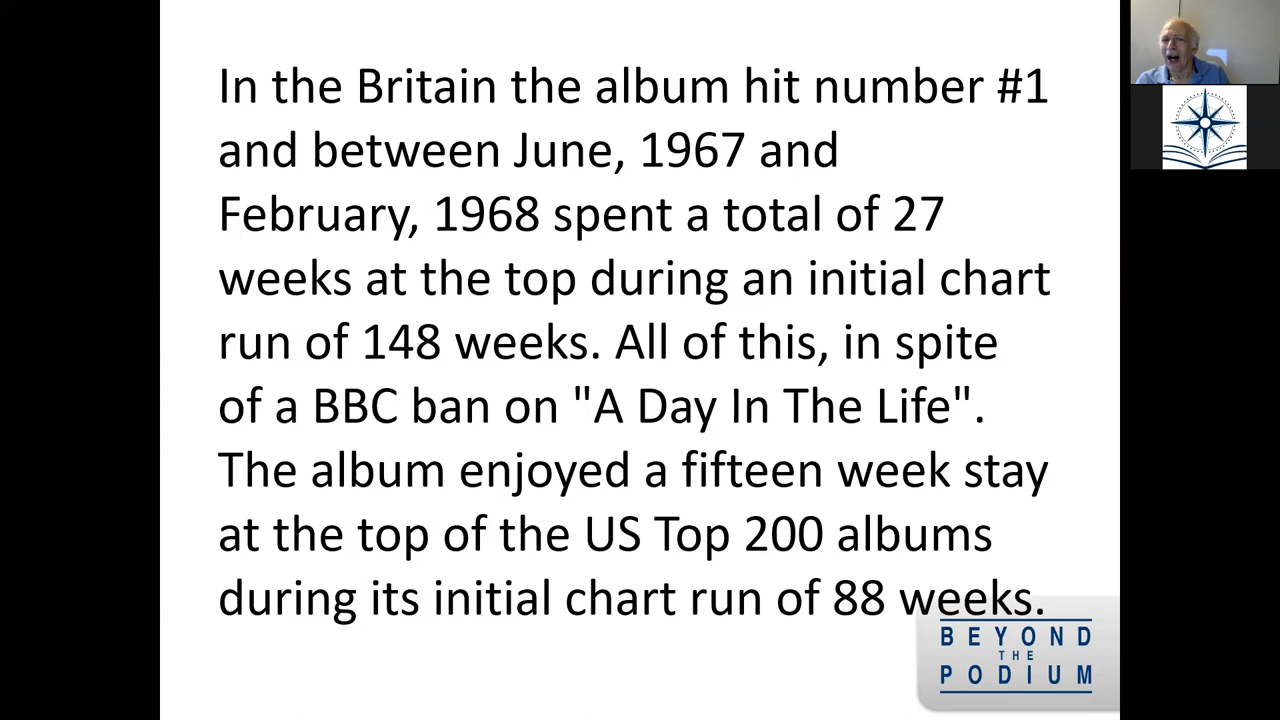 In the Britain the album hit number #1
and between June, 1967 and
February, 1968 spent a total of 27
weeks at the top during an initial chart
run of 148 weeks. All of this, in spite
of a BBC ban on "A Day In The Life".
The album enjoyed a fifteen week stay
at the top of the US Top 200 albums
during its initial chart run of 88 weeks.
BEYOND
THE
PODIUM